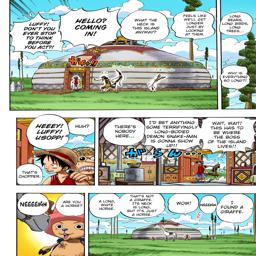 LONG
BEARS,
LONG BIRDS,
LONG
TREES.
WHY IS
EVERYTHING
SO LONG!?
FEELS LIKE
WE'LL GET
LONGER
JUST BY
LOOKING
AT THEM.
WHAT THE
HECK IS
THIS ISLAND
ANYWAY?
HELLO?
COMING
IN!
LUFFY!
DON'T YOU
EVER STOP
TO THINK
BEFORE
YOU ACT?!
WAIT, WAIT!
THIS HAS TO
BE WHERE
THE BOSS
OF THE
ISLAND
LIVES!!
I'D BET ANYTHING
SOME
TERRIFYINGLY
LONG-BODIED
DEMON SNAKE-MAN
IS GONNA
SHOW UP!!!
THERE'S
NOBODY
HERE...
HUH?
HEEEY!
LUFFY!
USOPP!
THAT'S
CHOPPER.
I FOUND A
GIRAFFE.
WOW!
THAT'S NOT
A GIRAFFE.
ITS NECK
IS LONG,
BUT IT'S
JUST A
HORSE.
A LONG,
WHITE
HORSE.
ARE YOU
A HORSE?